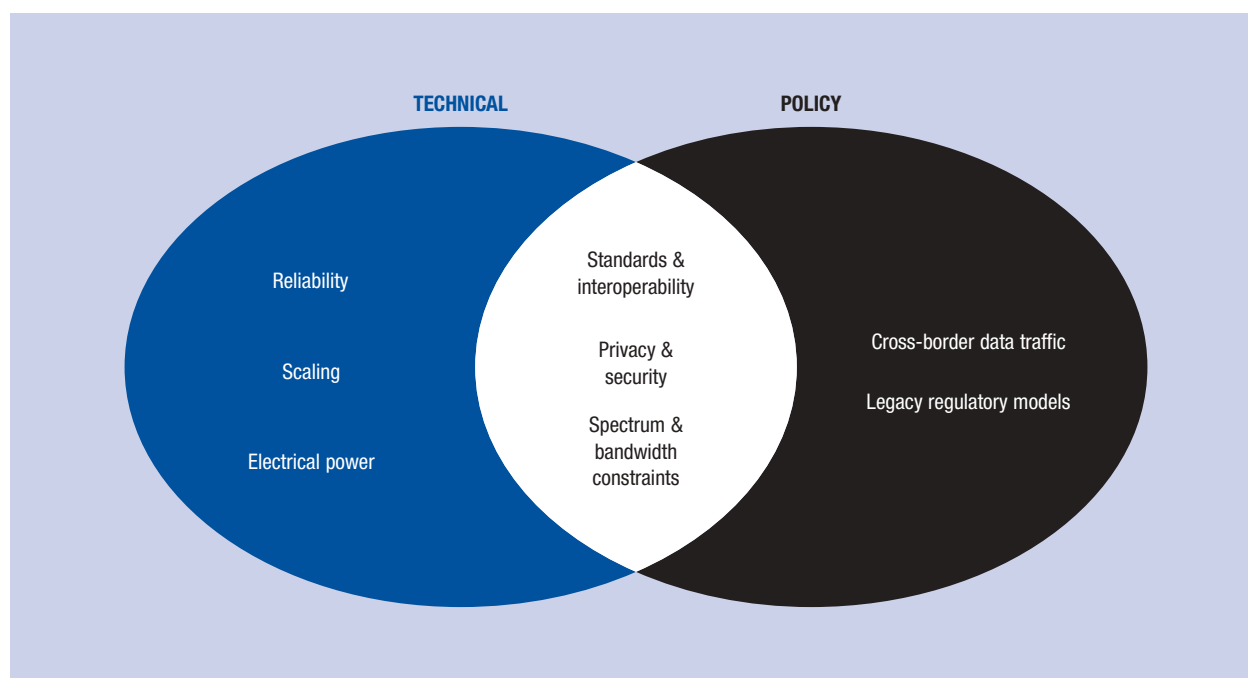 TECHNICAL
POLICY
Reliability
Scaling
Electrical power
Standards &
interoperability
Privacy &
security
Spectrum &
bandwidth
constraints
Cross-border data traffic
Legacy regulatory models